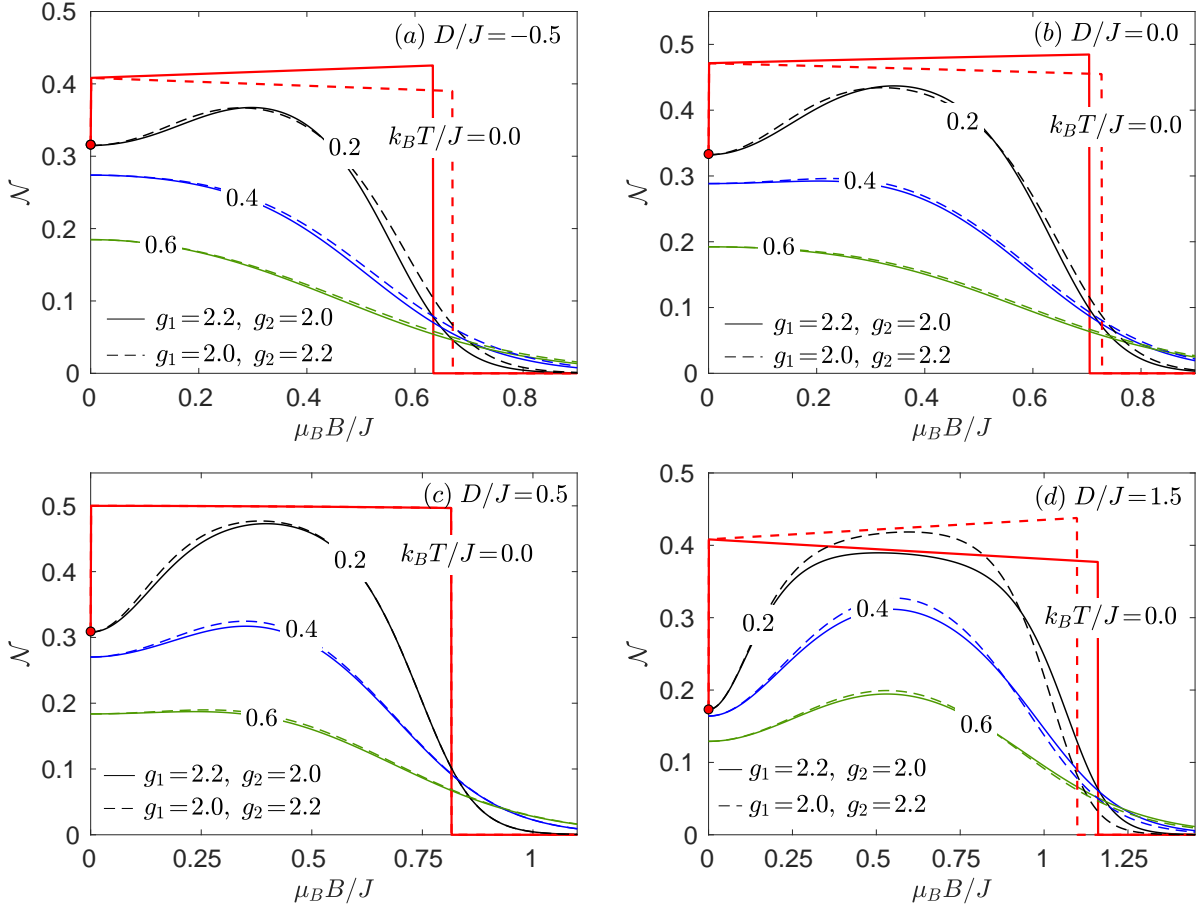 (a) D/J=−0.5
0.5
0.4
0.3
0.2
0.1
0
𝒩
0.2
k_BT/J=0.0
0.4
0.6
g₁=2.2, g₂=2.0
g₁=2.0, g₂=2.2
0 0.2 0.4 0.6 0.8
μ_BB/J
(b) D/J=0.0
0.5
0.4
0.3
0.2
0.1
0
𝒩
0.2
k_BT/J=0.0
0.4
0.6
g₁=2.2, g₂=2.0
g₁=2.0, g₂=2.2
0 0.2 0.4 0.6 0.8
μ_BB/J
(c) D/J=0.5
0.5
0.4
0.3
0.2
0.1
0
𝒩
0.2
k_BT/J=0.0
0.4
0.6
g₁=2.2, g₂=2.0
g₁=2.0, g₂=2.2
0 0.25 0.5 0.75 1
μ_BB/J
(d) D/J=1.5
0.5
0.4
0.3
0.2
0.1
0
𝒩
0.2
0.4
k_BT/J=0.0
0.6
g₁=2.2, g₂=2.0
g₁=2.0, g₂=2.2
0 0.25 0.5 0.75 1 1.25
μ_BB/J